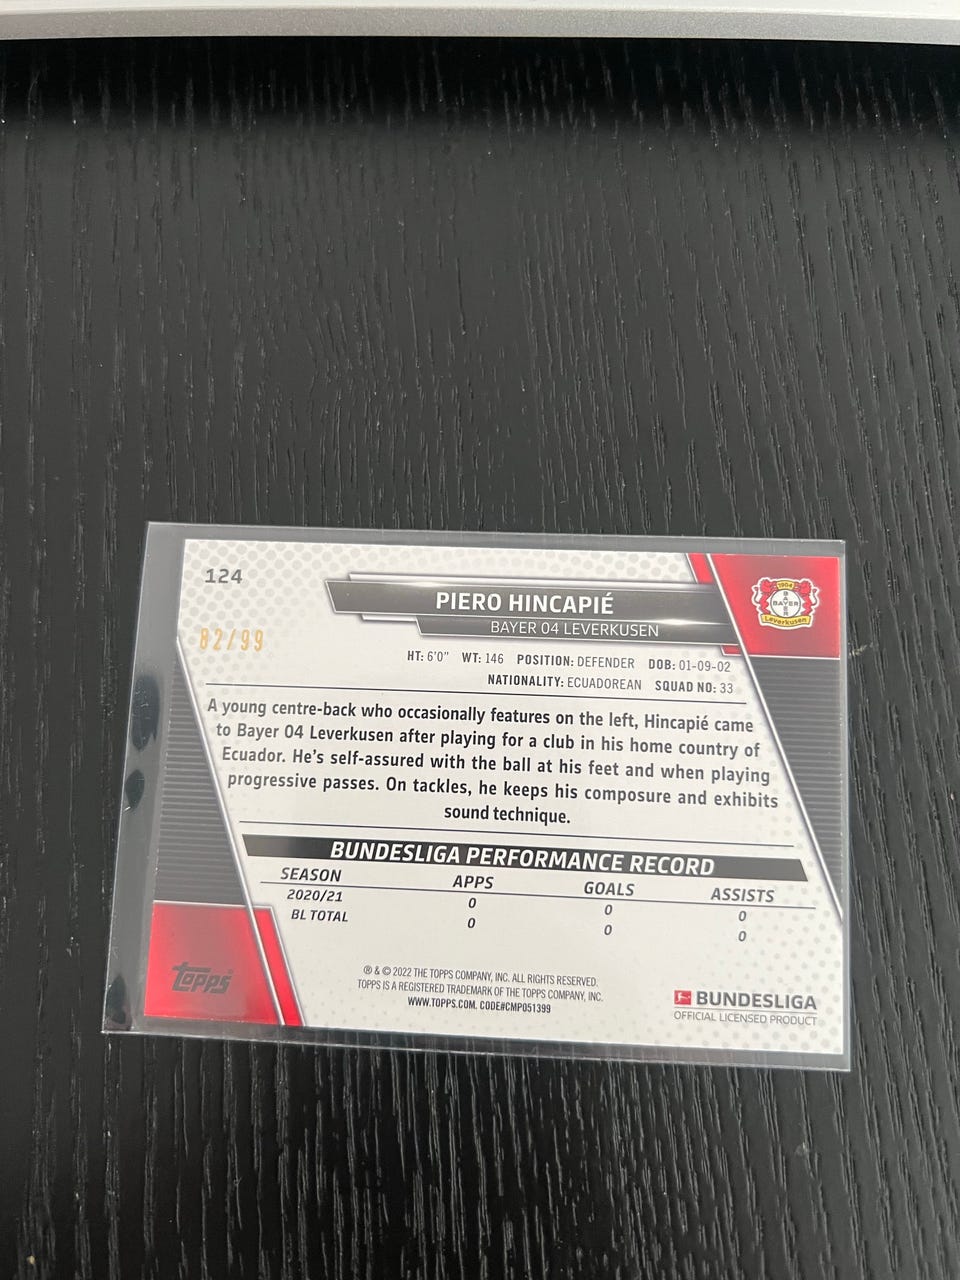 124
PIERO HINCAPIÉ
BAYER 04 LEVERKUSEN
82/99
1904
BAYER
BAYER
Leverkusen
HT: 6'0" WT: 146 POSITION: DEFENDER DOB: 01-09-02
NATIONALITY: ECUADOREAN SQUAD NO: 33
A young centre-back who occasionally features on the left, Hincapié came
to Bayer 04 Leverkusen after playing for a club in his home country of
Ecuador. He's self-assured with the ball at his feet and when playing
progressive passes. On tackles, he keeps his composure and exhibits
sound technique.
BUNDESLIGA PERFORMANCE RECORD
SEASON APPS GOALS ASSISTS
2020/21 0 0 0
BL TOTAL 0 0 0
topps
® & © 2022 THE TOPPS COMPANY, INC. ALL RIGHTS RESERVED.
TOPPS IS A REGISTERED TRADEMARK OF THE TOPPS COMPANY, INC.
WWW.TOPPS.COM. CODE#CMP051399
BUNDESLIGA
OFFICIAL LICENSED PRODUCT